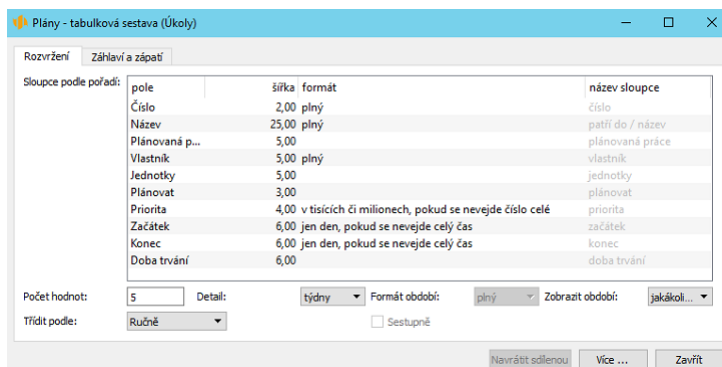 Plány - tabulková sestava (Úkoly)
Rozvržení Záhlaví a zápatí
Sloupce podle pořadí:
pole šířka formát název sloupce
Číslo 2,00 plný číslo
Název 25,00 plný patří do / název
Plánovaná p... 5,00 plánovaná práce
Vlastník 5,00 plný vlastník
Jednotky 5,00 jednotky
Plánovat 3,00 plánovat
Priorita 4,00 v tisících či milionech, pokud se nevejde číslo celé priorita
Začátek 6,00 jen den, pokud se nevejde celý čas začátek
Konec 6,00 jen den, pokud se nevejde celý čas konec
Doba trvání 6,00 doba trvání
Počet hodnot: 5 Detail: týdny Formát období: plný Zobrazit období: jakákoli...
Třídit podle: Ručně Sestupně
Navrátit sdílenou Více ... Zavřít